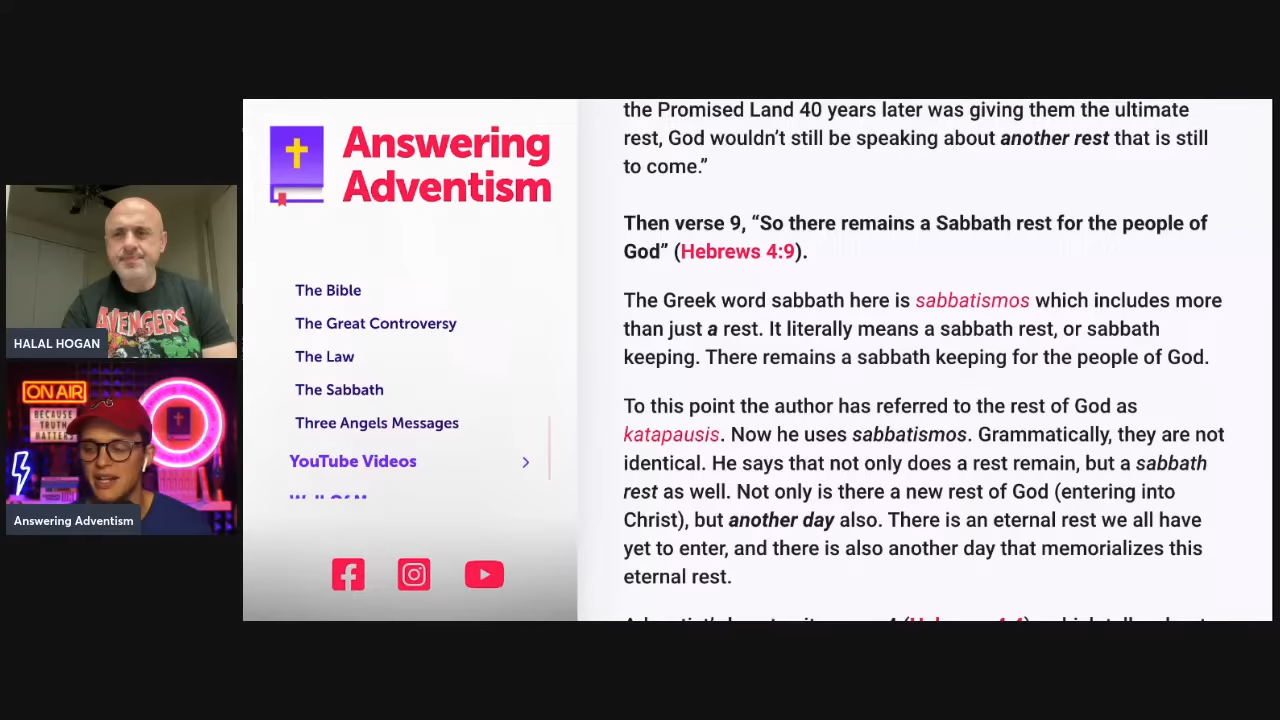 the Promised Land 40 years later was giving them the ultimate
rest, God wouldn’t still be speaking about another rest that is still
to come.”
Then verse 9, “So there remains a Sabbath rest for the people of
God” (Hebrews 4:9).
The Greek word sabbath here is sabbatismos which includes more
than just a rest. It literally means a sabbath rest, or sabbath
keeping. There remains a sabbath keeping for the people of God.
To this point the author has referred to the rest of God as
katapausis. Now he uses sabbatismos. Grammatically, they are not
identical. He says that not only does a rest remain, but a sabbath
rest as well. Not only is there a new rest of God (entering into
Christ), but another day also. There is an eternal rest we all have
yet to enter, and there is also another day that memorializes this
eternal rest.
Answering
Adventism
The Bible
The Great Controversy
The Law
The Sabbath
Three Angels Messages
YouTube Videos
AVENGERS
HALAL HOGAN
ON AIR
BECAUSE
TRUTH
MATTERS
Answering Adventism